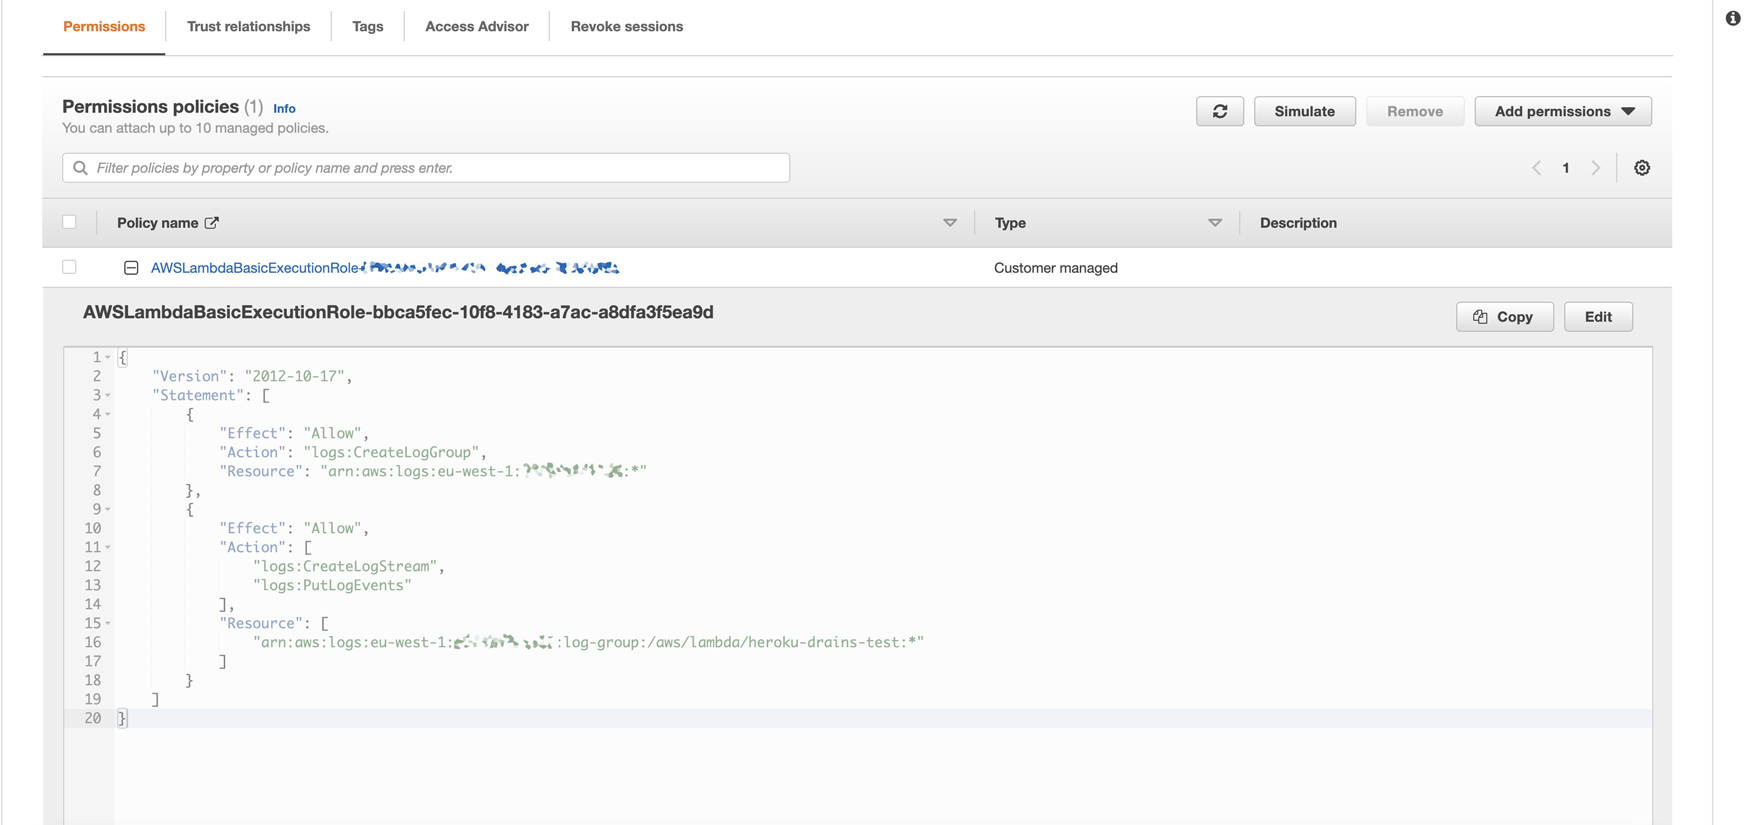 Permissions
Trust relationships
Tags
Access Advisor
Revoke sessions
Permissions policies (1) Info
You can attach up to 10 managed policies.
Simulate
Remove
Add permissions
Filter policies by property or policy name and press enter.
1
Policy name
Type
Description
AWSLambdaBasicExecutionRole-
Customer managed
AWSLambdaBasicExecutionRole-bbca5fec-10f8-4183-a7ac-a8dfa3f5ea9d
Copy
Edit
1 {
2 "Version": "2012-10-17",
3 "Statement": [
4 {
5 "Effect": "Allow",
6 "Action": "logs:CreateLogGroup",
7 "Resource": "arn:aws:logs:eu-west-1: :*"
8 },
9 {
10 "Effect": "Allow",
11 "Action": [
12 "logs:CreateLogStream",
13 "logs:PutLogEvents"
14 ],
15 "Resource": [
16 "arn:aws:logs:eu-west-1: :log-group:/aws/lambda/heroku-drains-test:*"
17 ]
18 }
19 ]
20 }